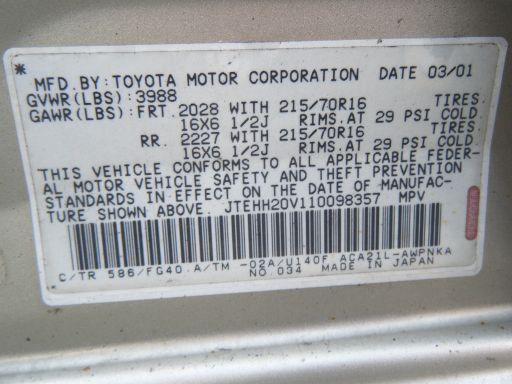 * MFD. BY: TOYOTA MOTOR CORPORATION DATE 03/01
GVWR(LBS): 3988
GAWR(LBS): FRT. 2028 WITH 215/70R16 TIRES.
16X6 1/2J RIMS.AT 29 PSI COLD.
RR. 2227 WITH 215/70R16 TIRES.
16X6 1/2J RIMS.AT 29 PSI COLD.
THIS VEHICLE CONFORMS TO ALL APPLICABLE FEDER-
AL MOTOR VEHICLE SAFETY AND THEFT PREVENTION
STANDARDS IN EFFECT ON THE DATE OF MANUFAC-
TURE SHOWN ABOVE. JTEHH20V110098357 MPV
C/TR 586/FG40 A/TM -02A/U140F ACA21L-AWPNKA
NO.034 MADE IN JAPAN